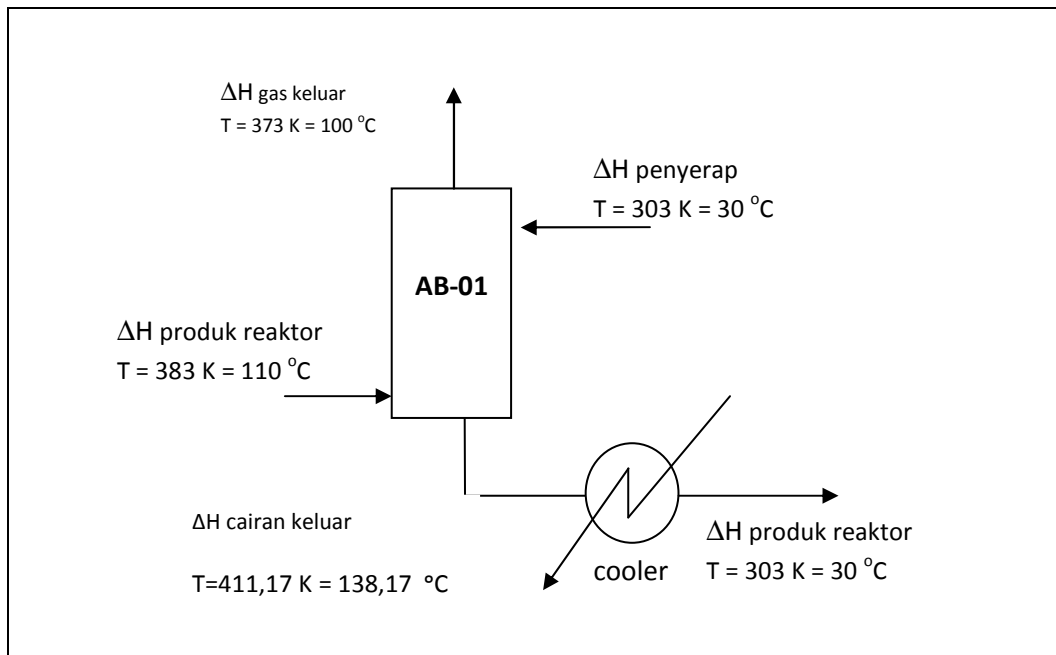 ΔH gas keluar
T = 373 K = 100 °C
ΔH penyerap
T = 303 K = 30 °C
AB-01
ΔH produk reaktor
T = 383 K = 110 °C
ΔH cairan keluar
T=411,17 K = 138,17 °C
cooler
ΔH produk reaktor
T = 303 K = 30 °C